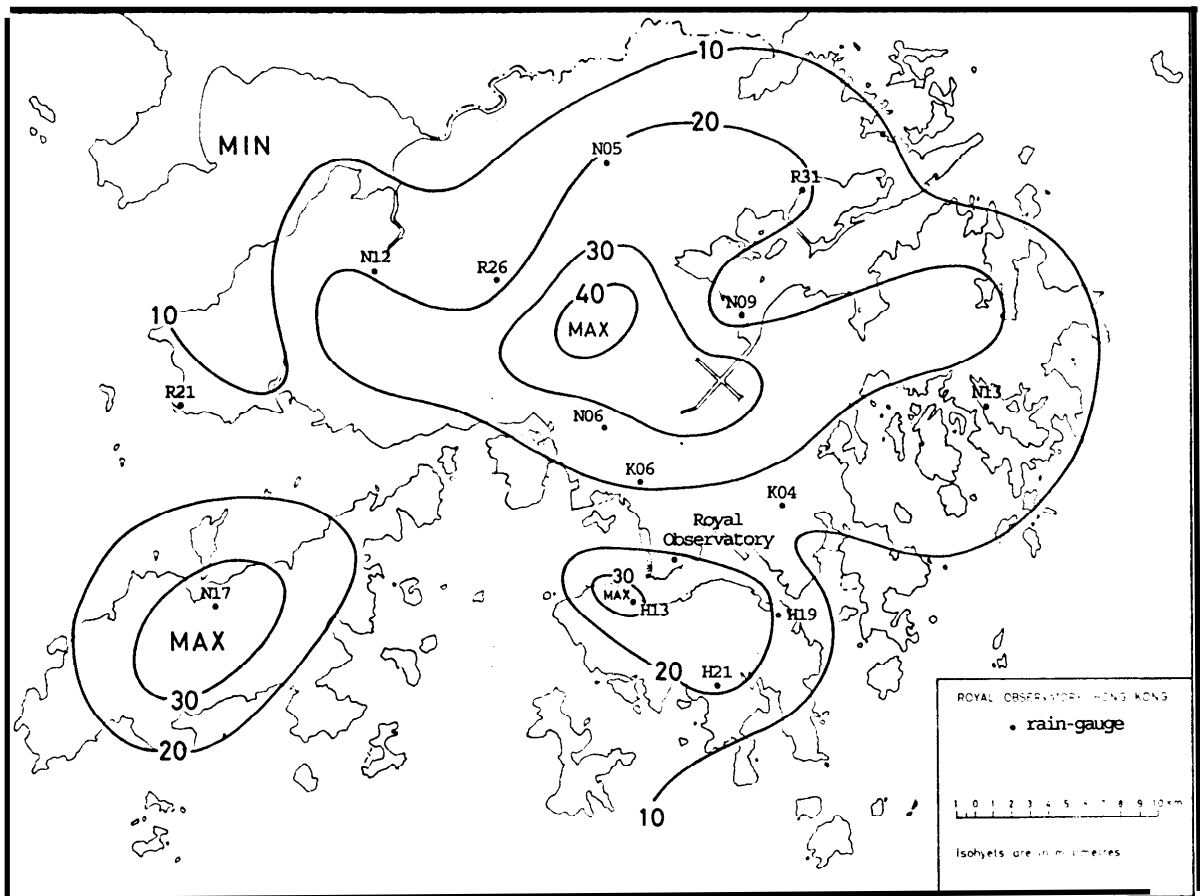 10
20
MIN
N05
R31
30
N12
R26
40
MAX
N09
10
R21
N13
N06
K06
K04
Royal
Observatory
30
MAX
H13
N17
H19
MAX
20
H21
30
20
10
ROYAL OBSERVATORY HONG KONG
• rain-gauge
1 0 1 2 3 4 5 6 7 8 9 10 km
Isohyets are in millimetres